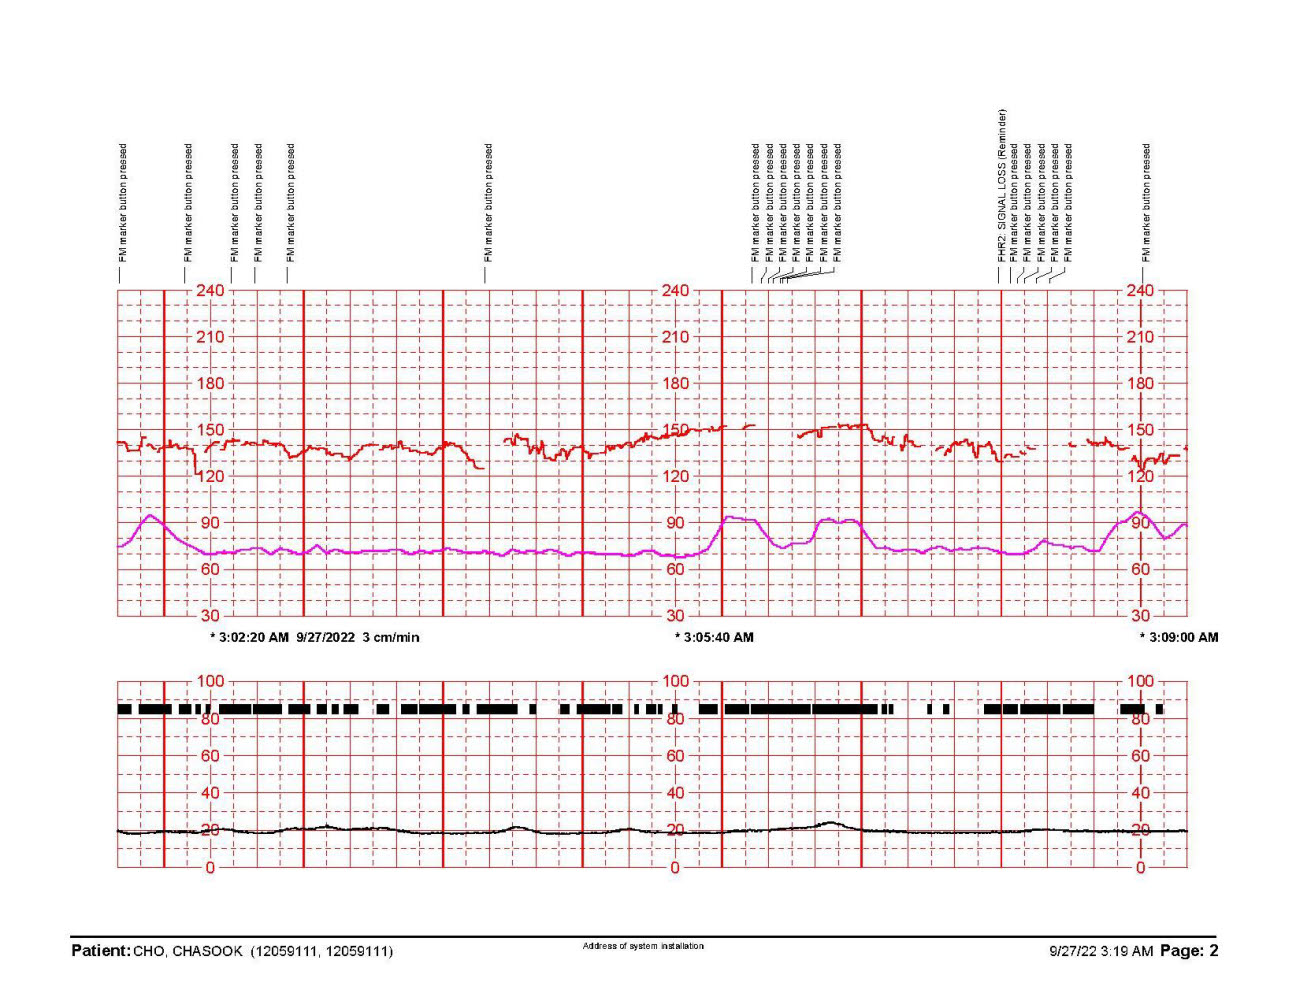 FM marker button pressed
FM marker button pressed
FM marker button pressed
FM marker button pressed
FM marker button pressed
FM marker button pressed
FM marker button pressed
FM marker button pressed
FM marker button pressed
FM marker button pressed
FM marker button pressed
FM marker button pressed
FM marker button pressed
FHR2: SIGNAL LOSS (Reminder)
FM marker button pressed
FM marker button pressed
FM marker button pressed
FM marker button pressed
FM marker button pressed
FM marker button pressed
240 240 240
210 210 210
180 180 180
150 150 150
120 120 120
90 90 90
60 60 60
30 30 30
* 3:02:20 AM 9/27/2022 3 cm/min * 3:05:40 AM * 3:09:00 AM
100 100 100
80 80 80
60 60 60
40 40 40
20 20 20
0 0 0
Patient: CHO, CHASOOK (12059111, 12059111) Address of system installation 9/27/22 3:19 AM Page: 2